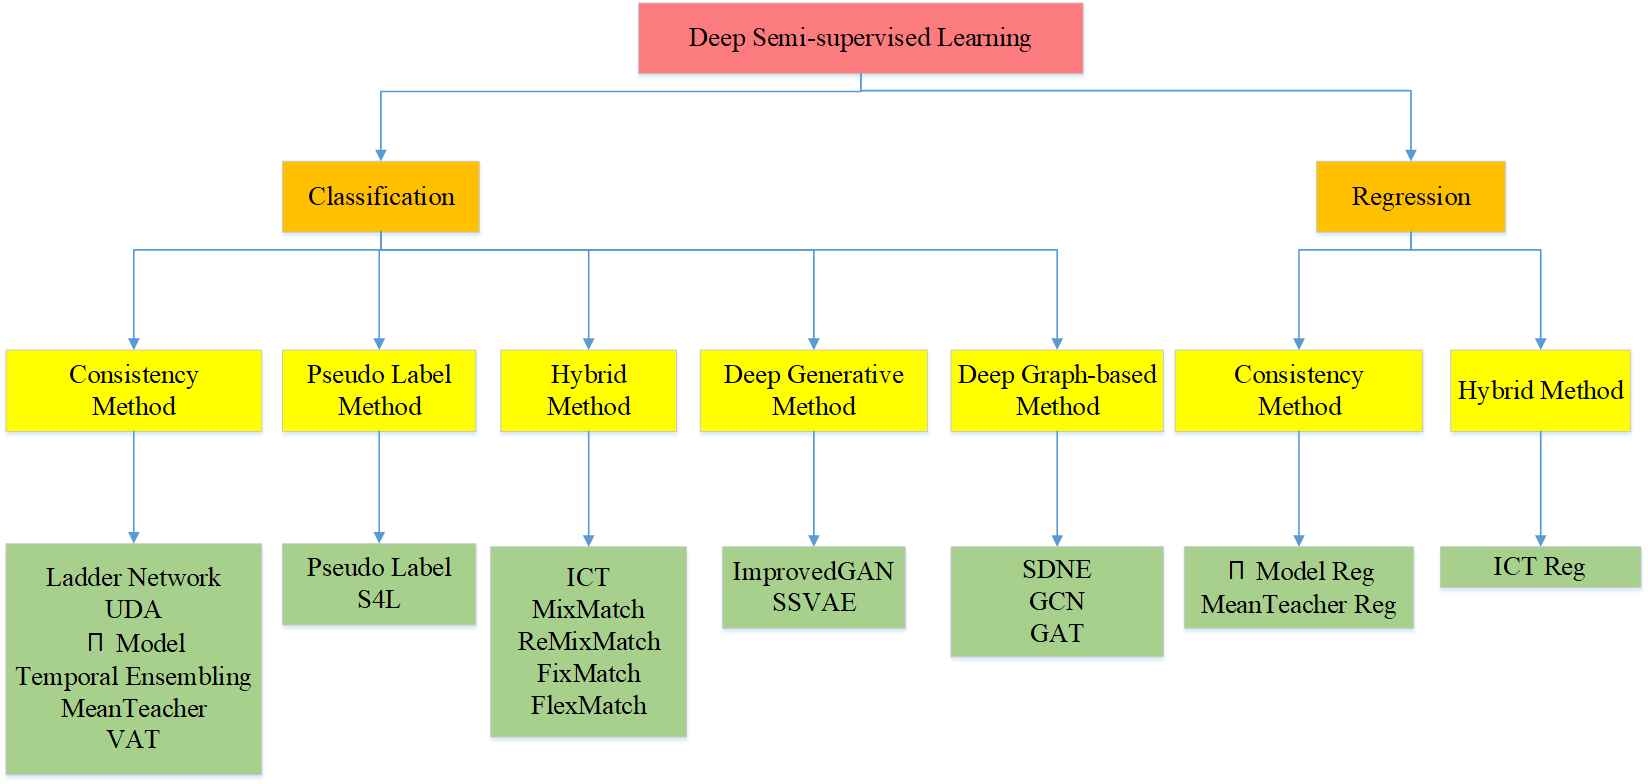 Deep Semi-supervised Learning
Classification
Regression
Consistency
Method
Pseudo Label
Method
Hybrid
Method
Deep Generative
Method
Deep Graph-based
Method
Consistency
Method
Hybrid Method
Ladder Network
UDA
Π Model
Temporal Ensembling
MeanTeacher
VAT
Pseudo Label
S4L
ICT
MixMatch
ReMixMatch
FixMatch
FlexMatch
ImprovedGAN
SSVAE
SDNE
GCN
GAT
Π Model Reg
MeanTeacher Reg
ICT Reg